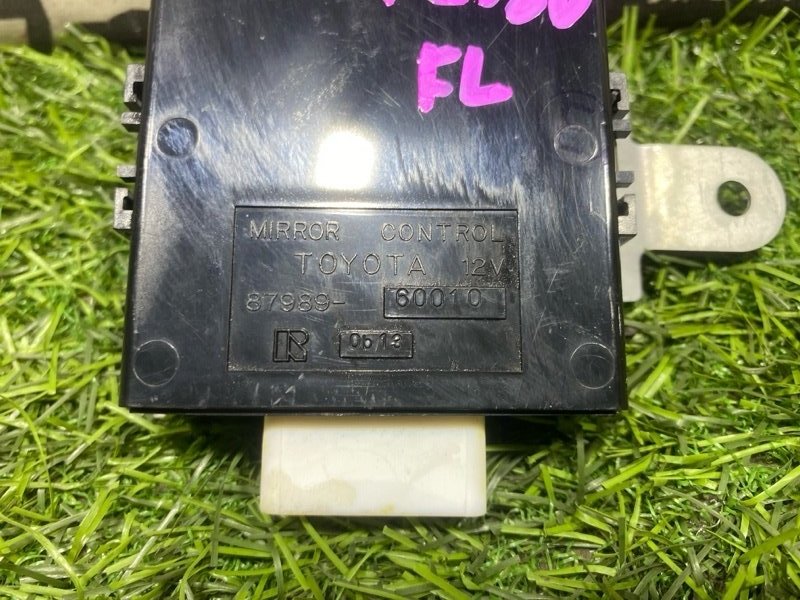 FL
MIRROR CONTROL
TOYOTA 12V
87989-60010
R 0613